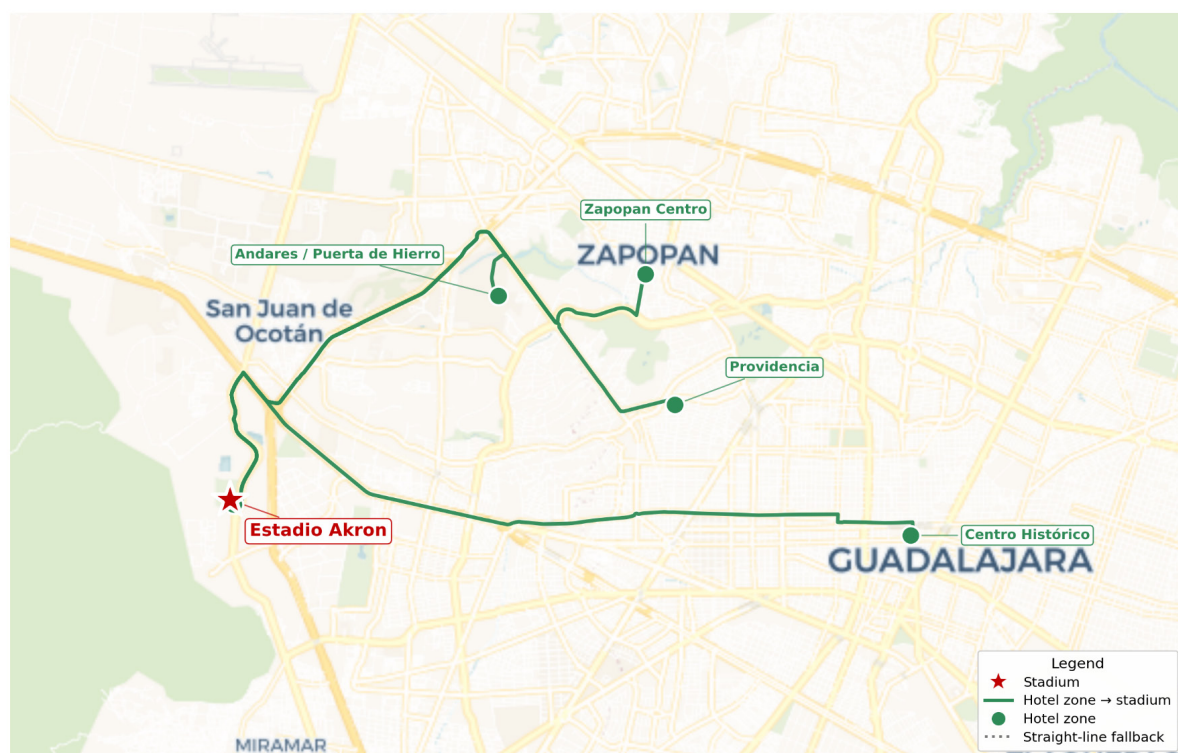 Zapopan Centro
ZAPOPAN
Andares / Puerta de Hierro
San Juan de
Ocotán
Providencia
Estadio Akron
Centro Histórico
GUADALAJARA
MIRAMAR
Legend
Stadium
Hotel zone → stadium
Hotel zone
Straight-line fallback